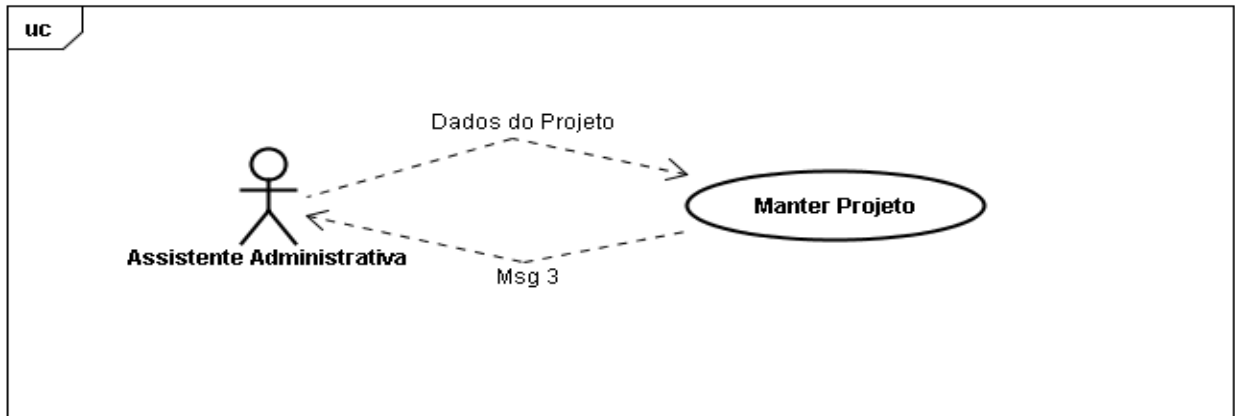 uc
Dados do Projeto
Manter Projeto
Assistente Administrativa
Msg 3